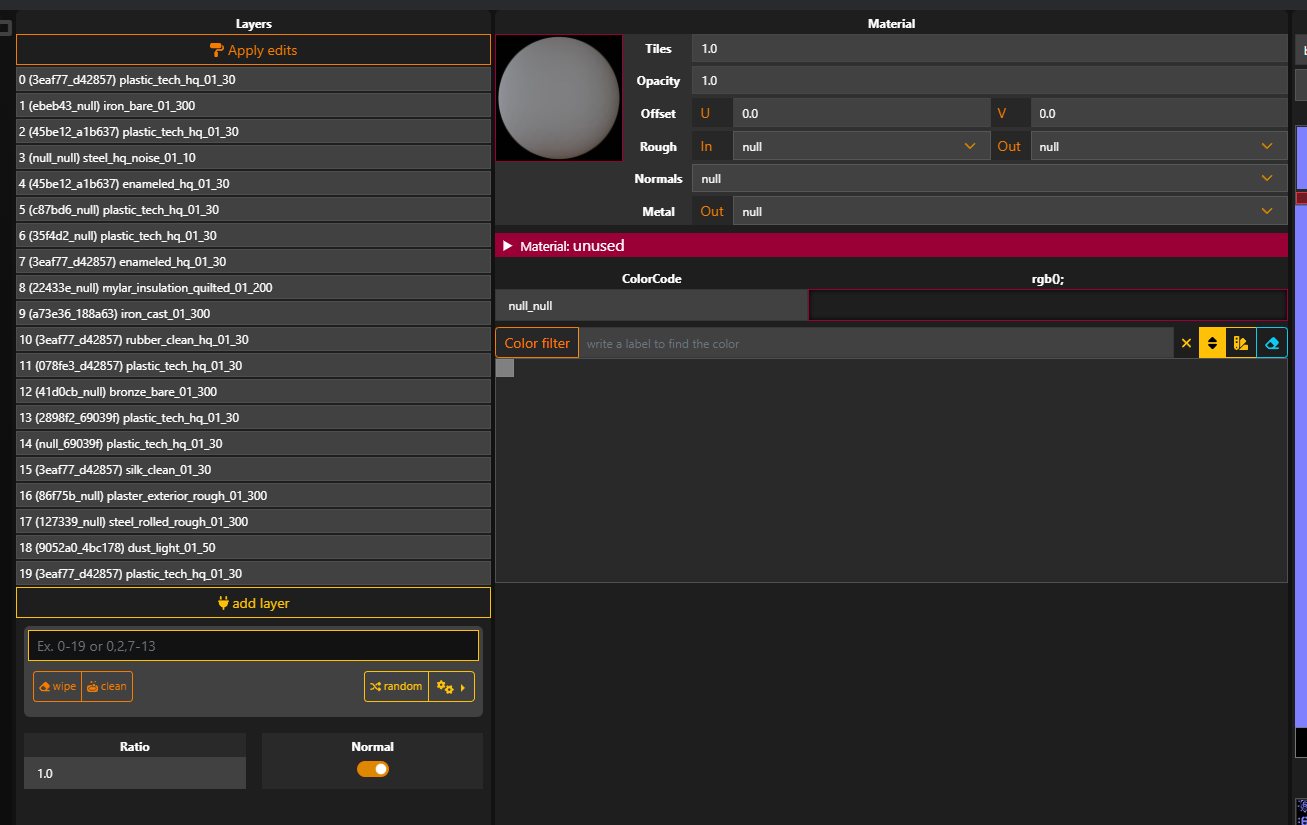 Layers
Apply edits
0 (3eaf77_d42857) plastic_tech_hq_01_30
1 (ebeb43_null) iron_bare_01_300
2 (45be12_a1b637) plastic_tech_hq_01_30
3 (null_null) steel_hq_noise_01_10
4 (45be12_a1b637) enameled_hq_01_30
5 (c87bd6_null) plastic_tech_hq_01_30
6 (35f4d2_null) plastic_tech_hq_01_30
7 (3eaf77_d42857) enameled_hq_01_30
8 (22433e_null) mylar_insulation_quilted_01_200
9 (a73e36_188a63) iron_cast_01_300
10 (3eaf77_d42857) rubber_clean_hq_01_30
11 (078fe3_d42857) plastic_tech_hq_01_30
12 (41d0cb_null) bronze_bare_01_300
13 (2898f2_69039f) plastic_tech_hq_01_30
14 (null_69039f) plastic_tech_hq_01_30
15 (3eaf77_d42857) silk_clean_01_30
16 (86f75b_null) plaster_exterior_rough_01_300
17 (127339_null) steel_rolled_rough_01_300
18 (9052a0_4bc178) dust_light_01_50
19 (3eaf77_d42857) plastic_tech_hq_01_30
add layer
Ex. 0-19 or 0,2,7-13
wipe clean random
Ratio
1.0
Normal
Material
Tiles 1.0
Opacity 1.0
Offset U 0.0 V 0.0
Rough In null Out null
Normals null
Metal Out null
Material: unused
ColorCode rgb();
null_null
Color filter write a label to find the color